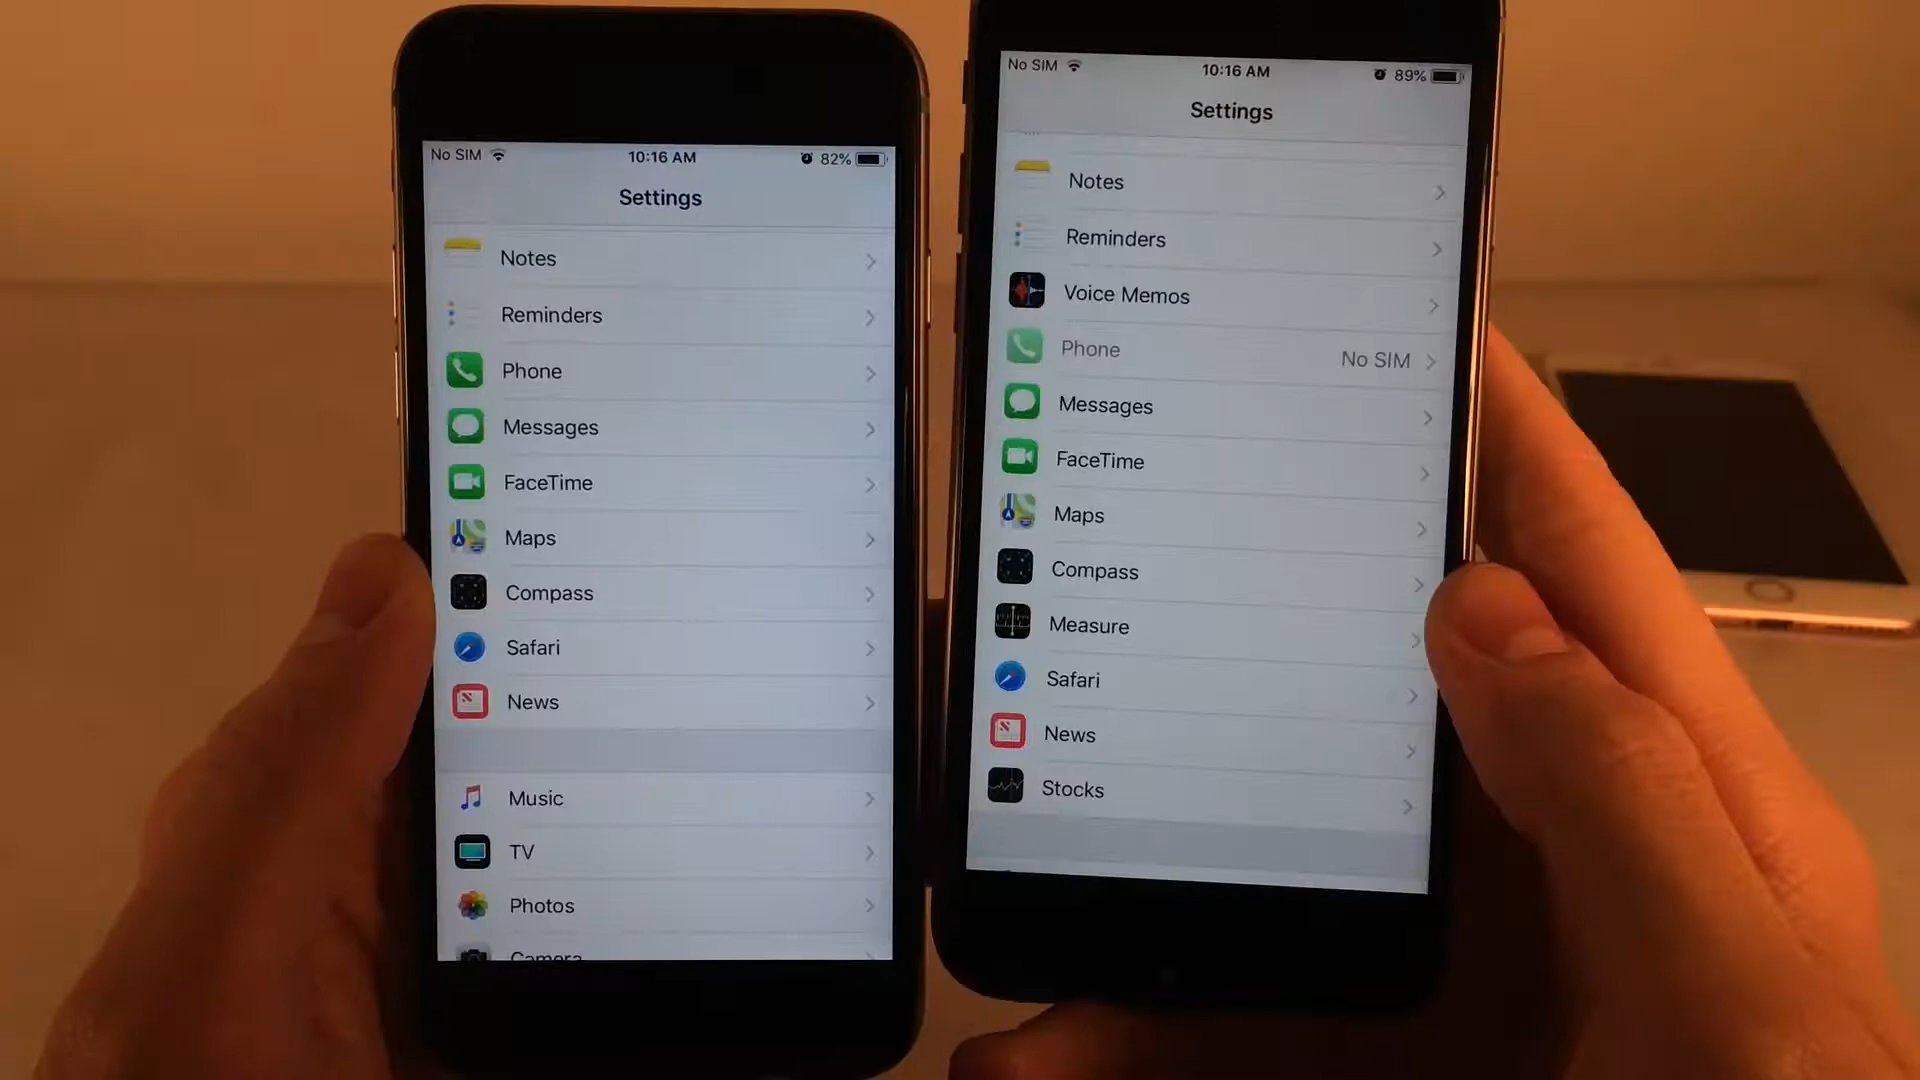 No SIM 10:16 AM 82%
Settings
Notes
Reminders
Phone
Messages
FaceTime
Maps
Compass
Safari
News
Music
TV
Photos
Camera
No SIM 10:16 AM 89%
Settings
Notes
Reminders
Voice Memos
Phone No SIM
Messages
FaceTime
Maps
Compass
Measure
Safari
News
Stocks